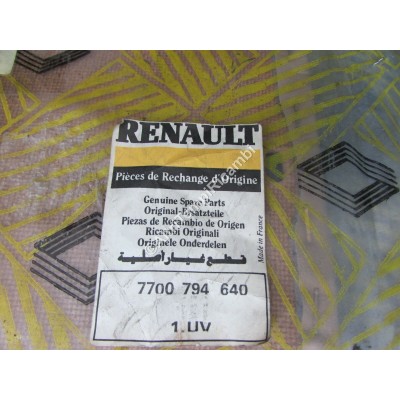 RENAULT
Pièces de Rechange d'Origine
Genuine Spare Parts
Original-Ersatzteile
Piezas de Recambio de Origen
Ricambi Originali
Originele Onderdelen
قطع غيار أصلية
Made in France
7700 794 640
1.UV